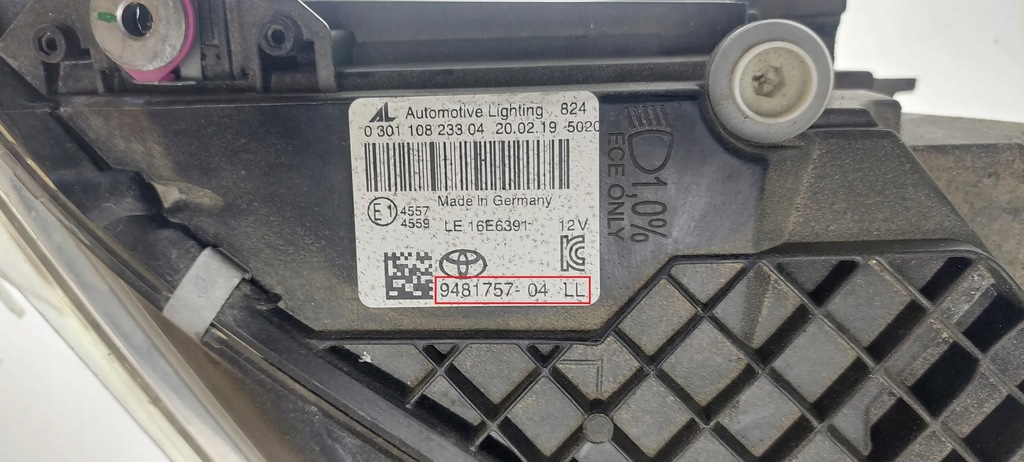 AL Automotive Lighting 824
0 301 108 233 04 20.02.19 5020
Made in Germany
E1 4557
4559
LE 16E6391 12V
9481757 04 LL
1,0%
ECE ONLY